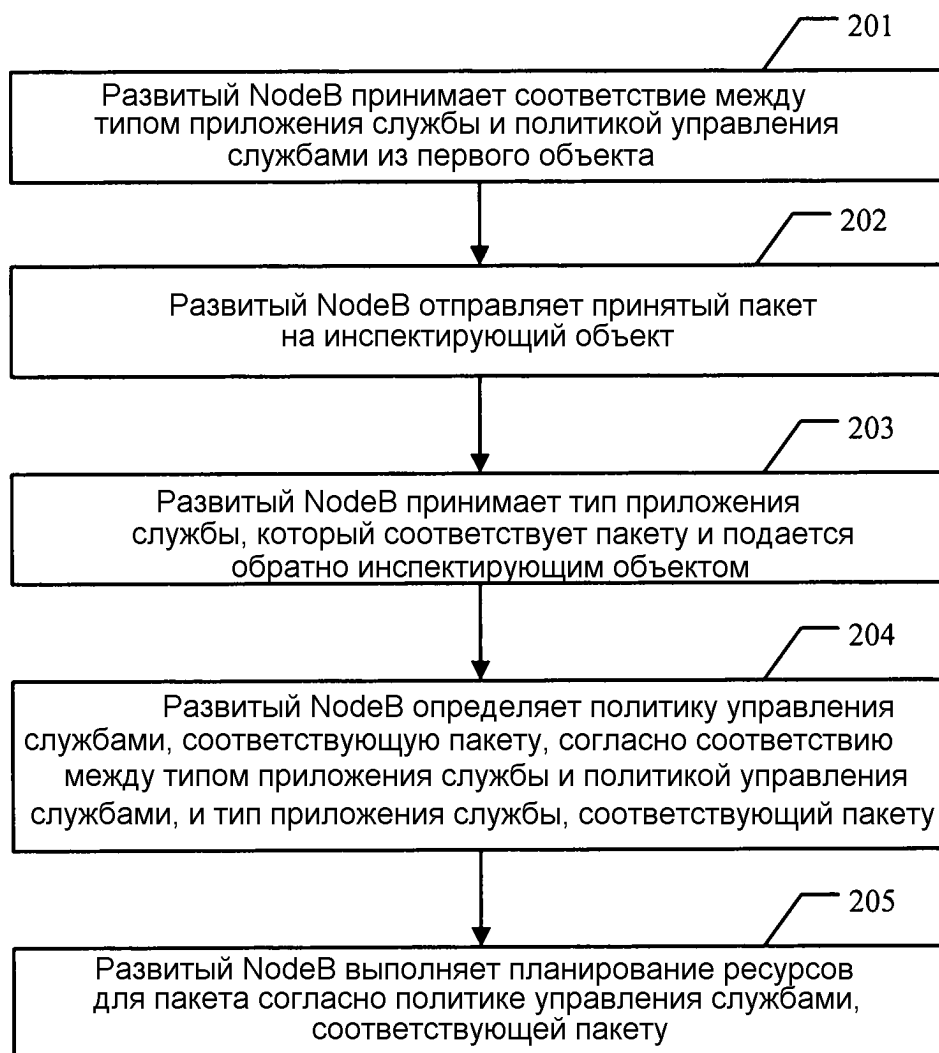 201
Развитый NodeB принимает соответствие между
типом приложения службы и политикой управления
службами из первого объекта
202
Развитый NodeB отправляет принятый пакет
на инспектирующий объект
203
Развитый NodeB принимает тип приложения
службы, который соответствует пакету и подается
обратно инспектирующим объектом
204
Развитый NodeB определяет политику управления
службами, соответствующую пакету, согласно соответствию
между типом приложения службы и политикой управления
службами, и тип приложения службы, соответствующий пакету
205
Развитый NodeB выполняет планирование ресурсов
для пакета согласно политике управления службами,
соответствующей пакету